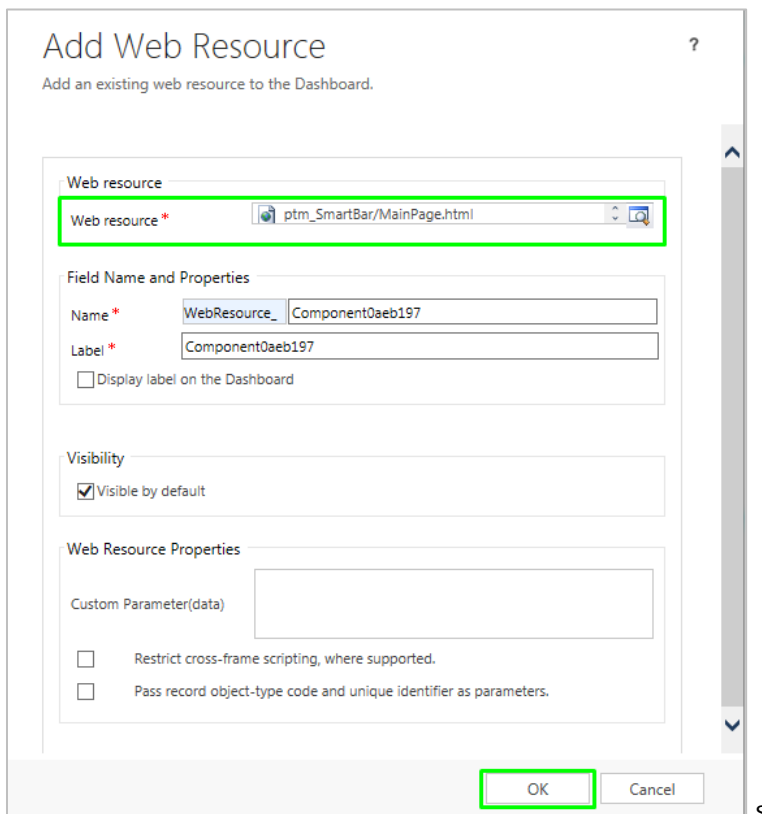 Add Web Resource
?
Add an existing web resource to the Dashboard.
Web resource
Web resource * ptm_SmartBar/MainPage.html
Field Name and Properties
Name * WebResource_ Component0aeb197
Label * Component0aeb197
Display label on the Dashboard
Visibility
Visible by default
Web Resource Properties
Custom Parameter(data)
Restrict cross-frame scripting, where supported.
Pass record object-type code and unique identifier as parameters.
OK Cancel